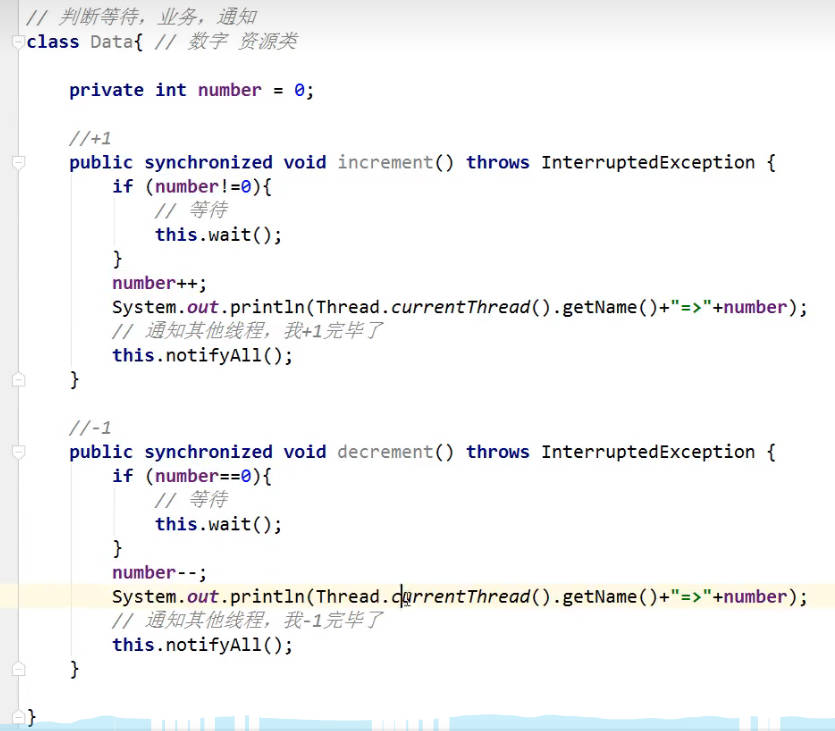 // 判断等待，业务，通知
class Data{ // 数字 资源类
private int number = 0;
//+1
public synchronized void increment() throws InterruptedException {
if (number!=0){
// 等待
this.wait();
}
number++;
System.out.println(Thread.currentThread().getName()+"=>"+number);
// 通知其他线程，我+1完毕了
this.notifyAll();
}
//-1
public synchronized void decrement() throws InterruptedException {
if (number==0){
// 等待
this.wait();
}
number--;
System.out.println(Thread.currentThread().getName()+"=>"+number);
// 通知其他线程，我-1完毕了
this.notifyAll();
}
}